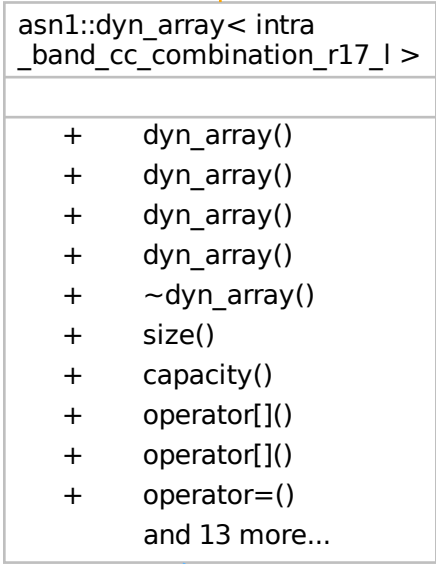 asn1::dyn_array< intra
_band_cc_combination_r17_l >
+ dyn_array()
+ dyn_array()
+ dyn_array()
+ dyn_array()
+ ~dyn_array()
+ size()
+ capacity()
+ operator[]()
+ operator[]()
+ operator=()
and 13 more...